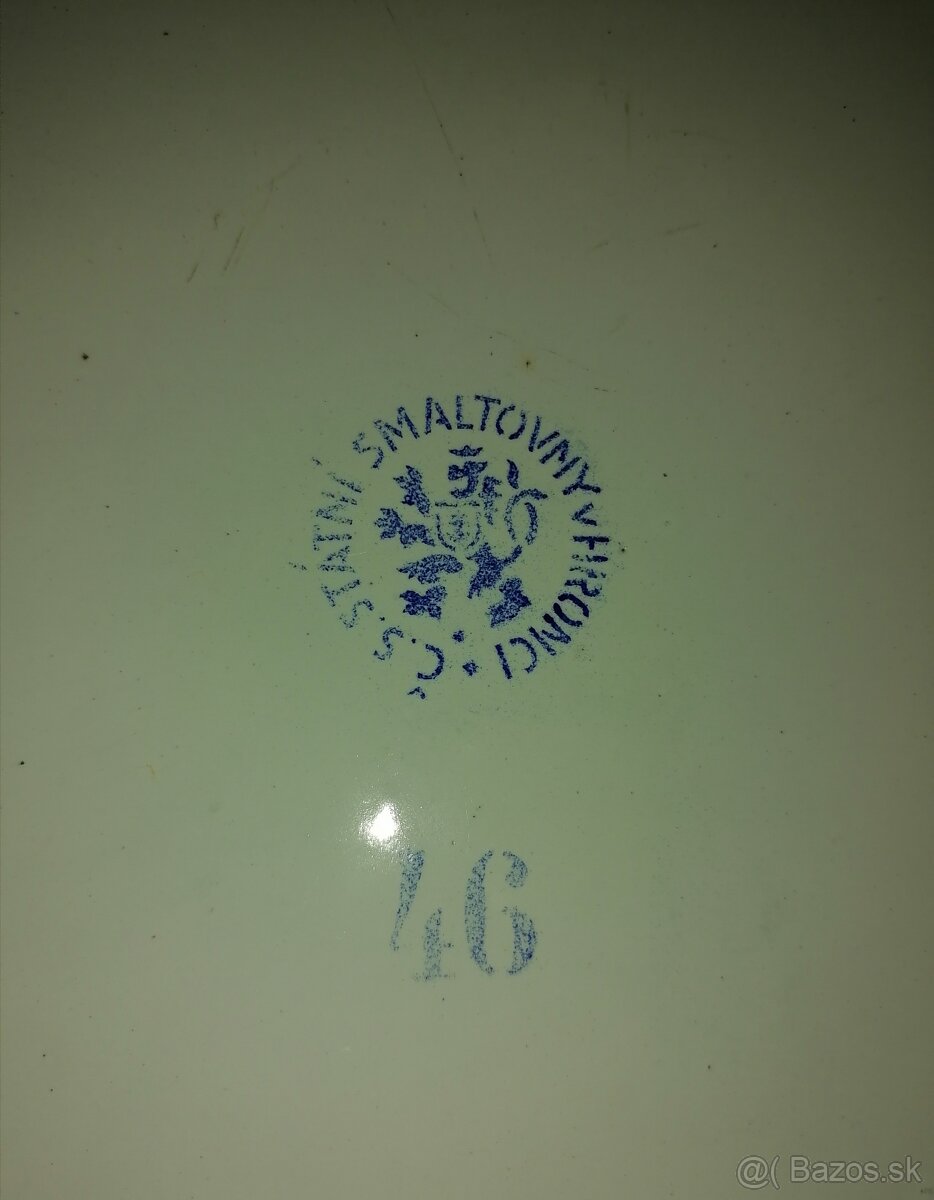 Č.S. STÁTNÍ SMALTOVNY v HRONCI
46
@( Bazos.sk